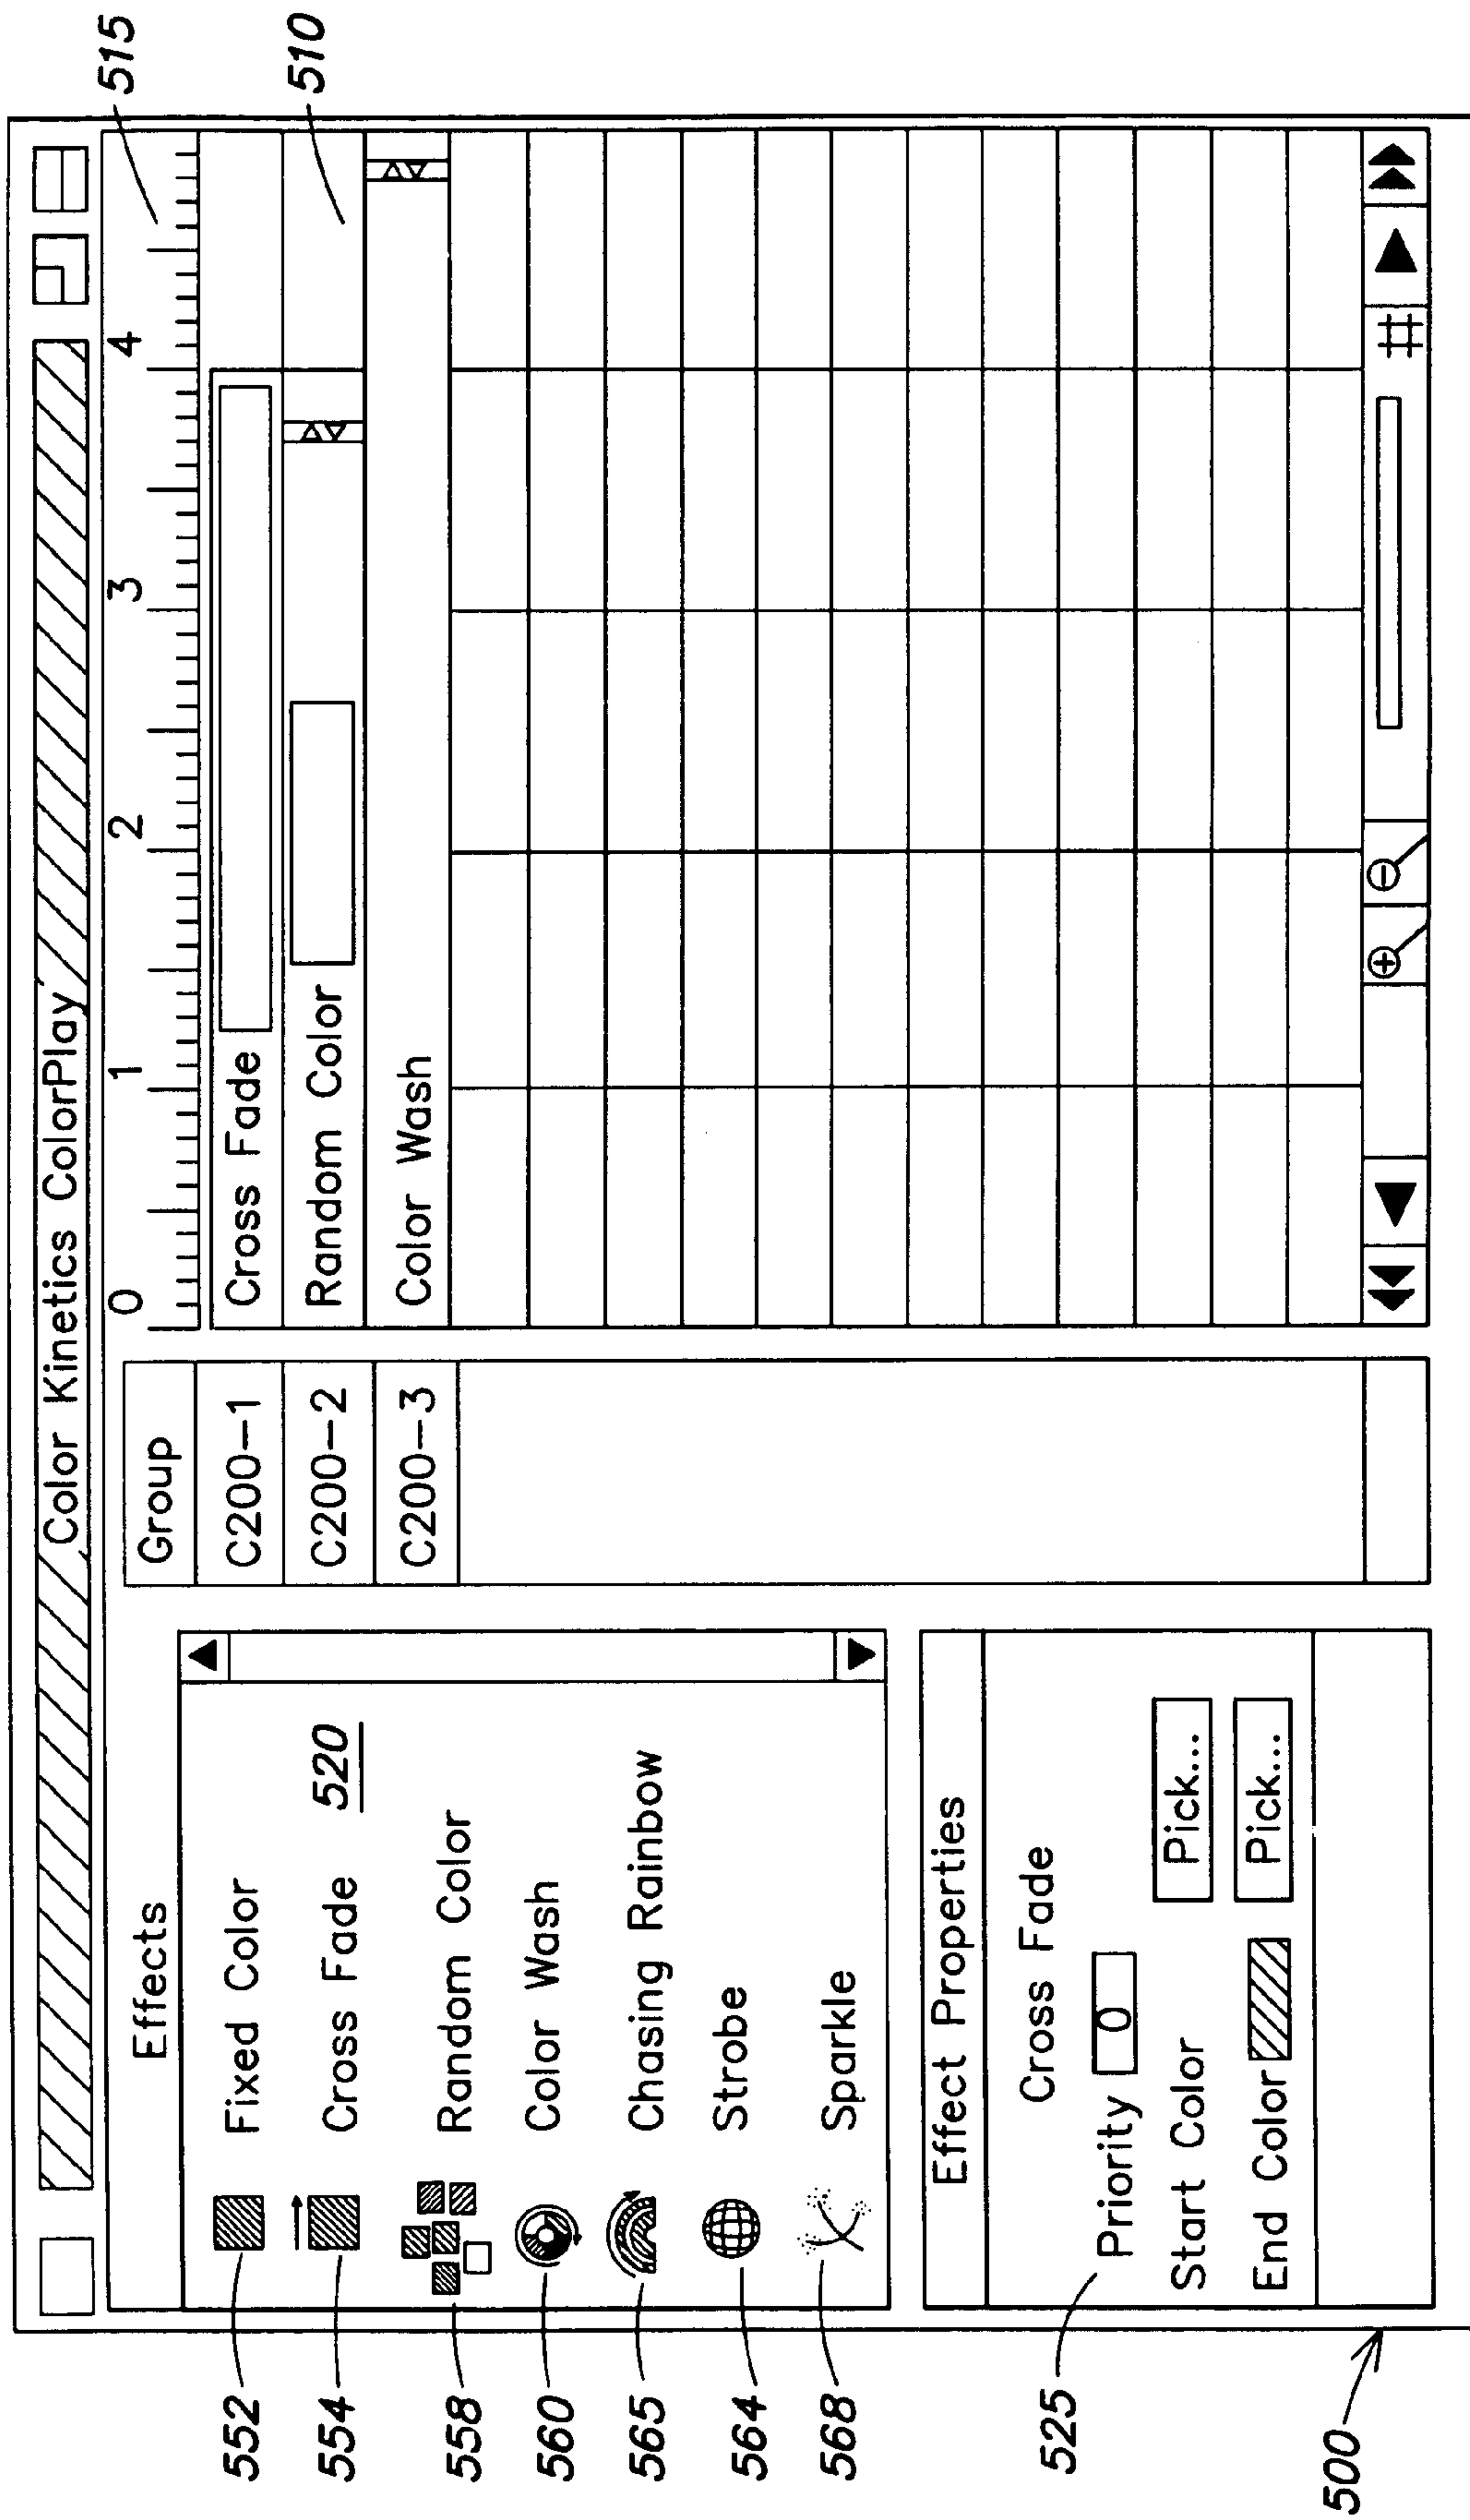 Color Kinetics ColorPlay
Effects
552 Fixed Color
554 Cross Fade
520
558 Random Color
560 Color Wash
565 Chasing Rainbow
564 Strobe
568 Sparkle
Effect Properties
Cross Fade
525 Priority 0
Start Color Pick...
End Color Pick...
500
Group
C200-1
C200-2
C200-3
0 1 2 3 4
515
Cross Fade
Random Color
510
Color Wash